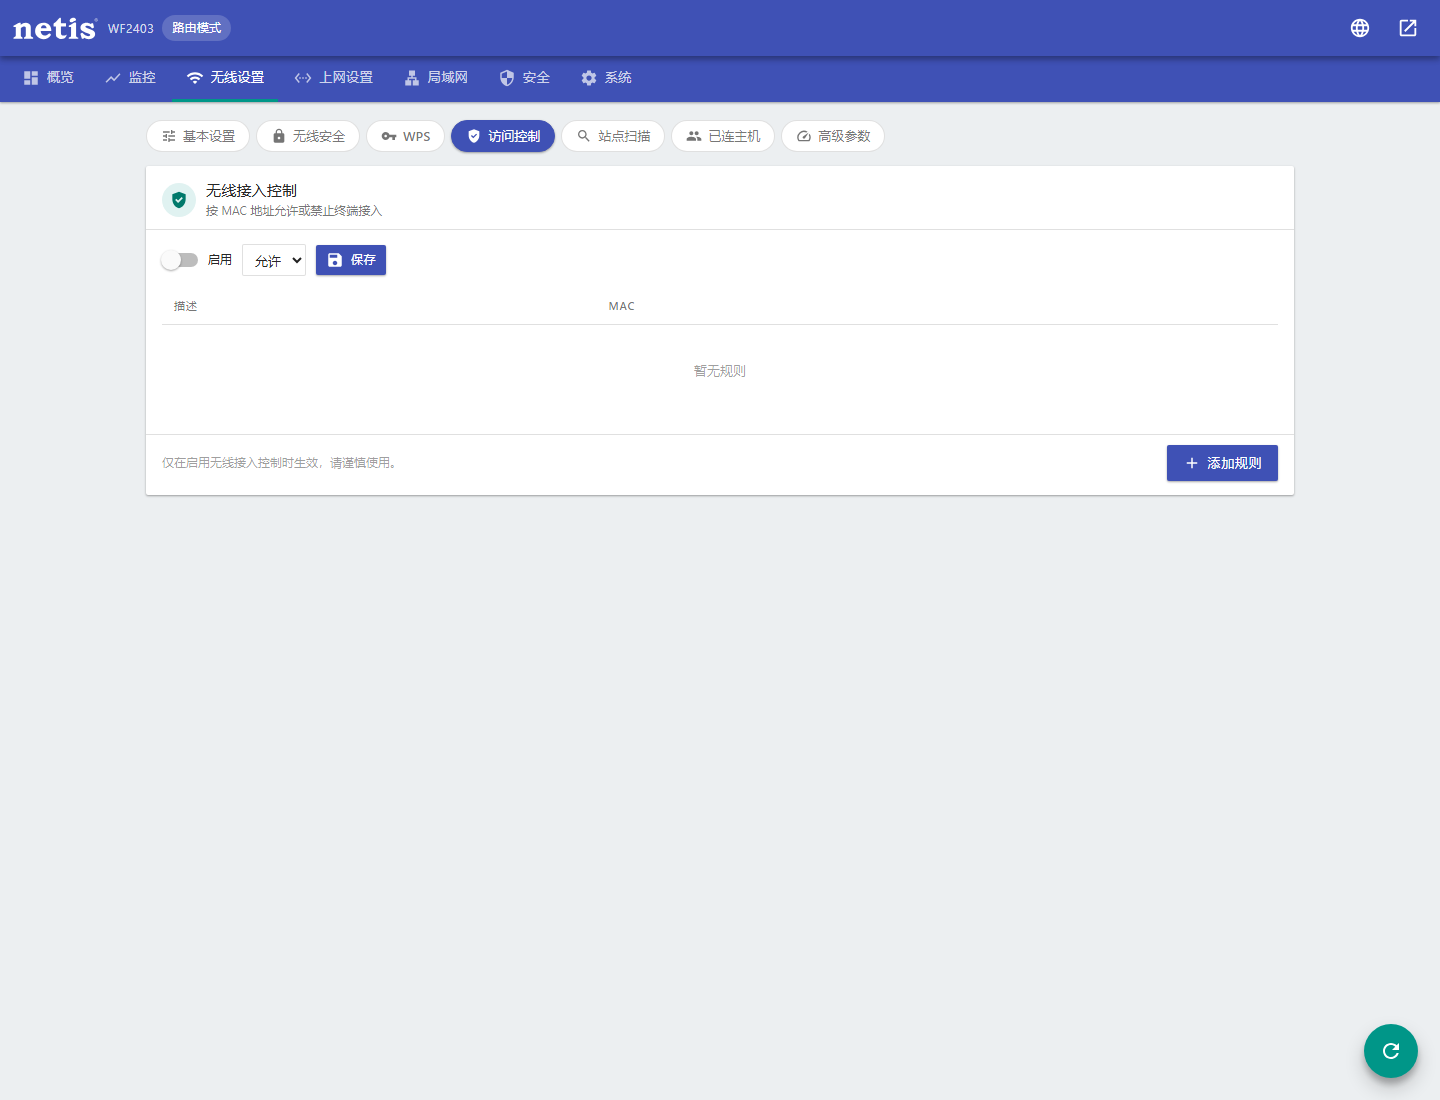 netis WF2403 路由模式
概览 监控 无线设置 上网设置 局域网 安全 系统
基本设置 无线安全 WPS 访问控制 站点扫描 已连主机 高级参数
无线接入控制
按 MAC 地址允许或禁止终端接入
启用 允许 保存
描述 MAC
暂无规则
仅在启用无线接入控制时生效，请谨慎使用。 添加规则